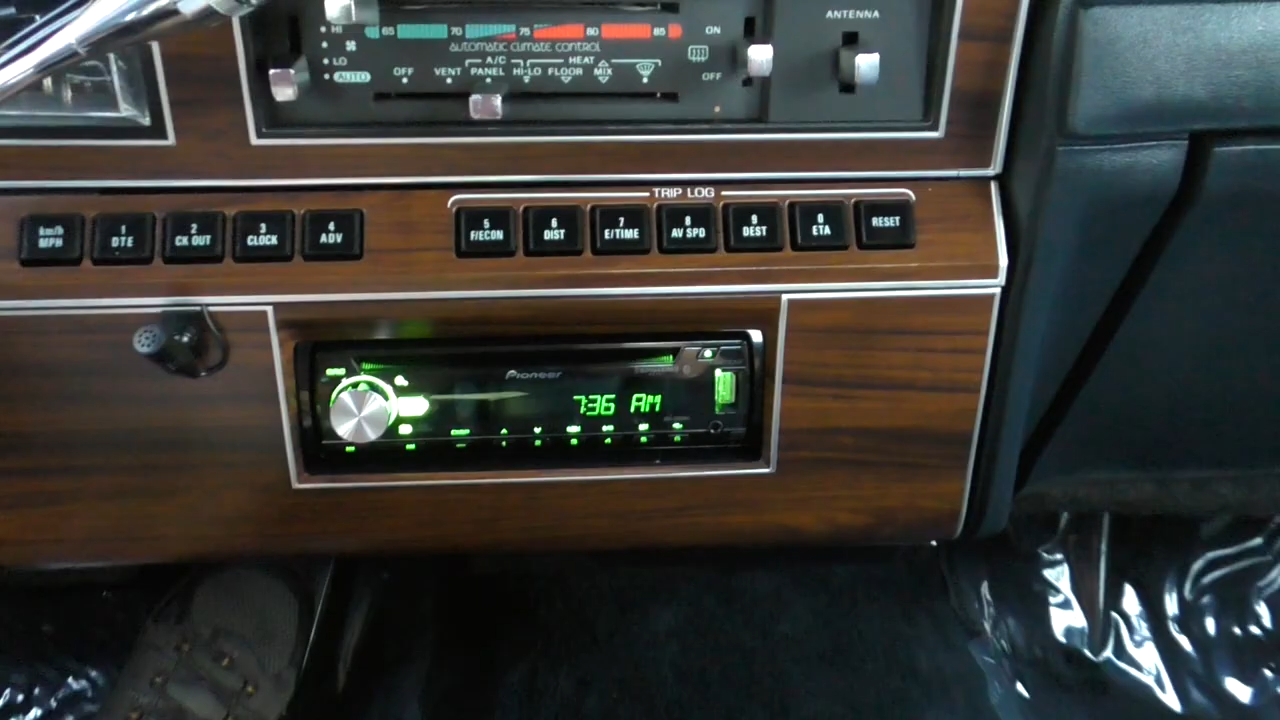 HI 65 70 75 80 85 ON ANTENNA
automatic climate control
LO
A/C HEAT
AUTO OFF VENT PANEL HI-LO FLOOR MIX OFF
TRIP LOG
km/h MPH
1 DTE
2 CK OUT
3 CLOCK
4 ADV
5 F/ECON
6 DIST
7 E/TIME
8 AV SPD
9 DEST
0 ETA
RESET
Pioneer
7:36 AM